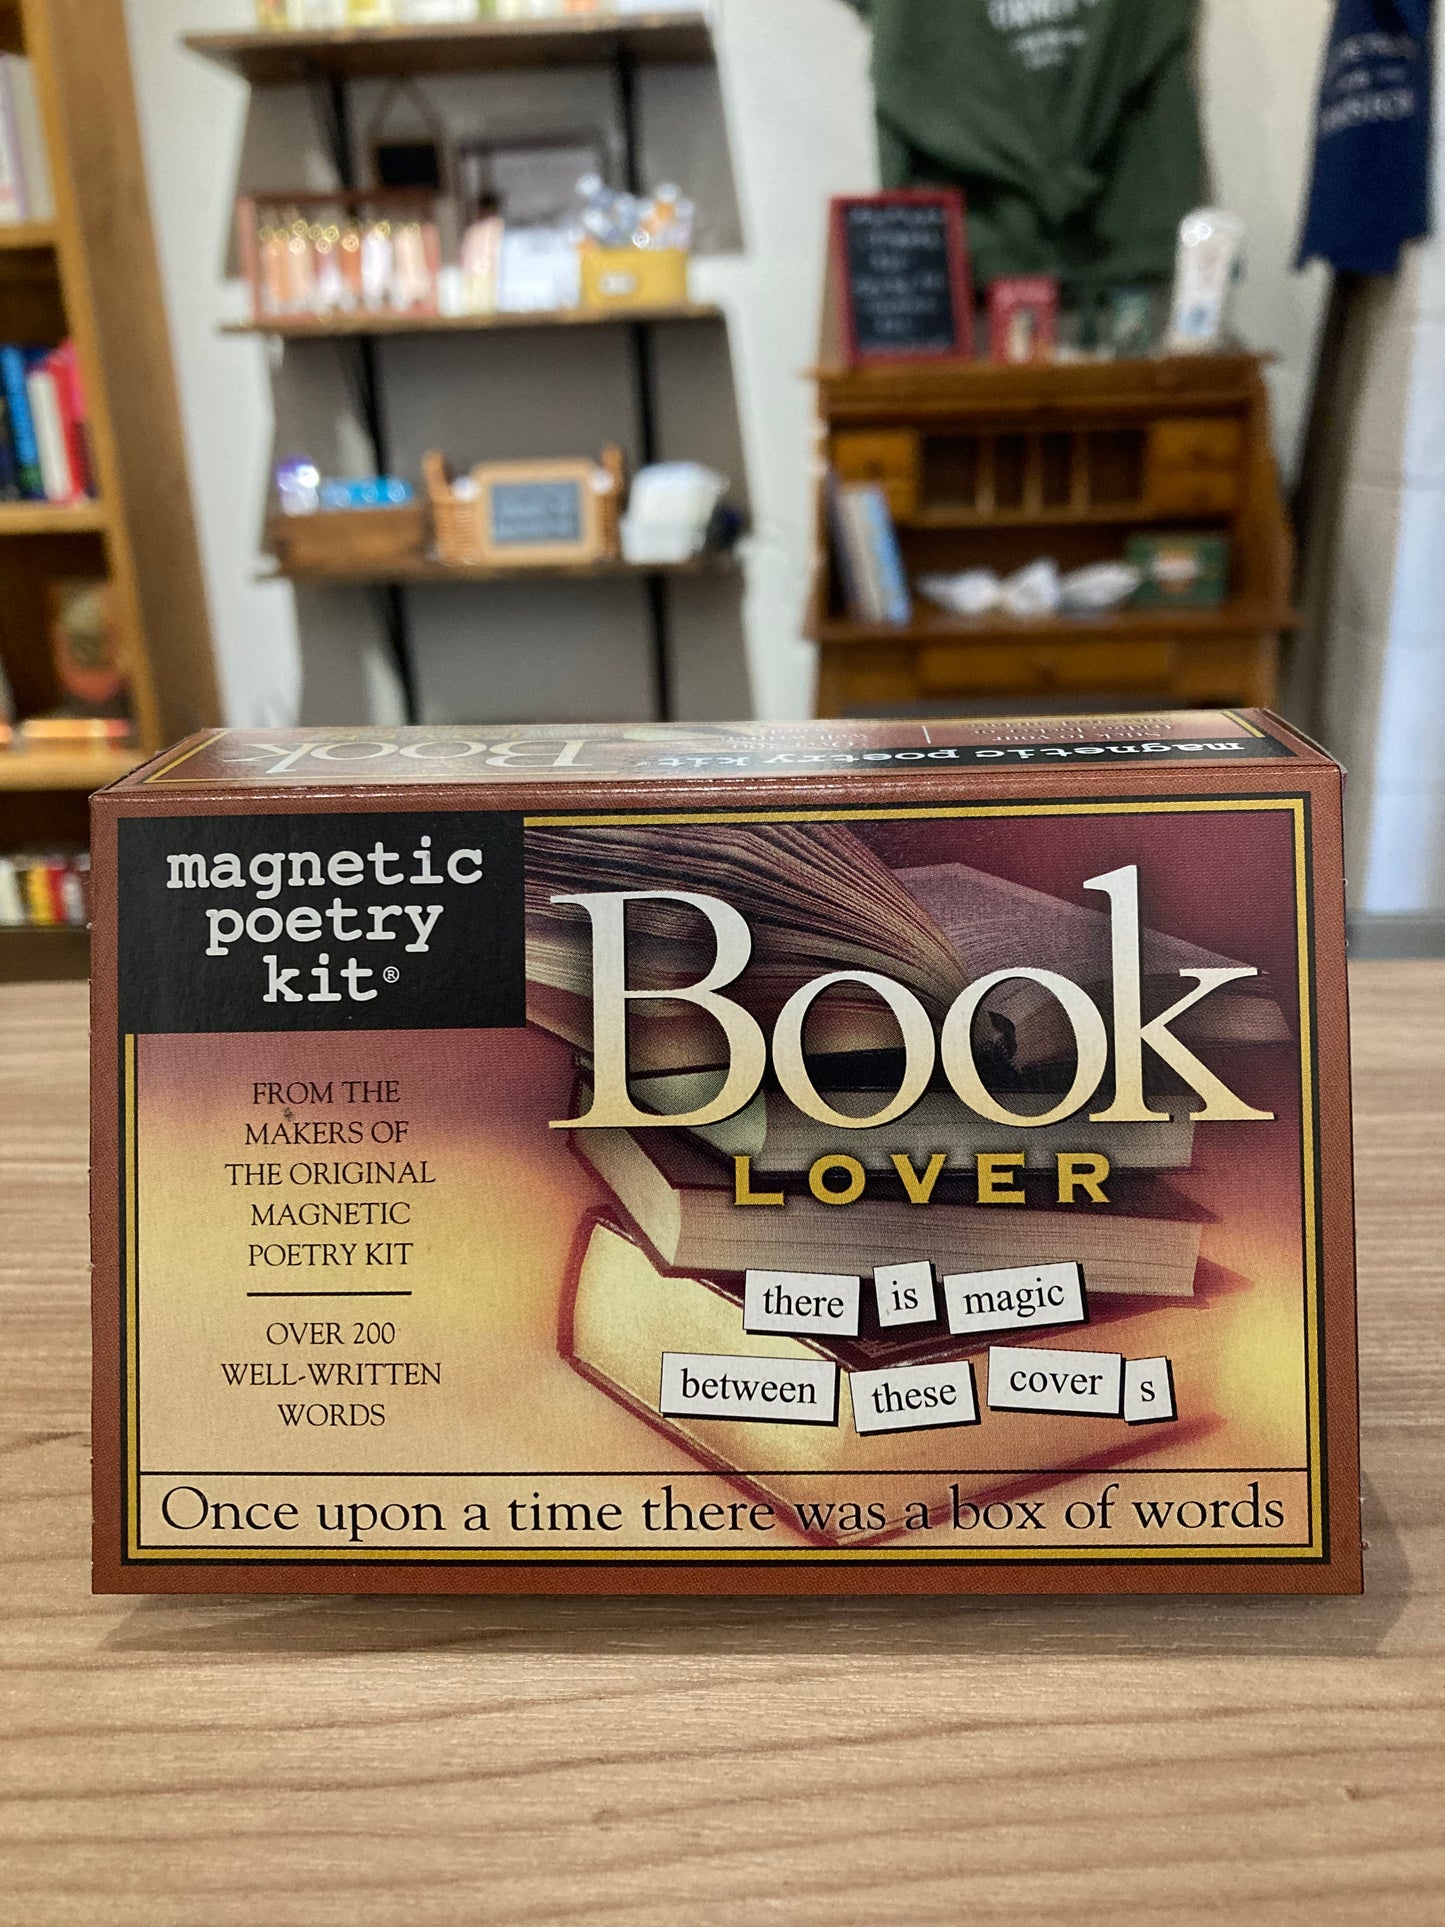 Book
magnetic poetry kit
magnetic
poetry
kit®
Book
LOVER
FROM THE
MAKERS OF
THE ORIGINAL
MAGNETIC
POETRY KIT
OVER 200
WELL-WRITTEN
WORDS
there is magic
between these cover s
Once upon a time there was a box of words